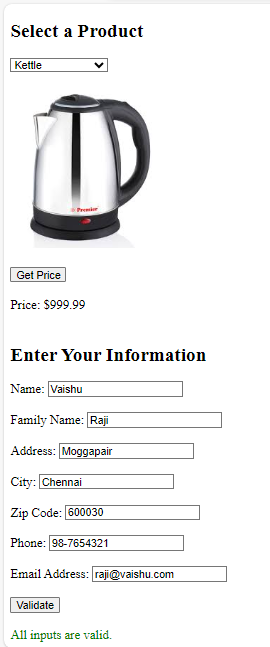 Select a Product
Kettle
Premier
Get Price
Price: $999.99
Enter Your Information
Name: Vaishu
Family Name: Raji
Address: Moggapair
City: Chennai
Zip Code: 600030
Phone: 98-7654321
Email Address: raji@vaishu.com
Validate
All inputs are valid.